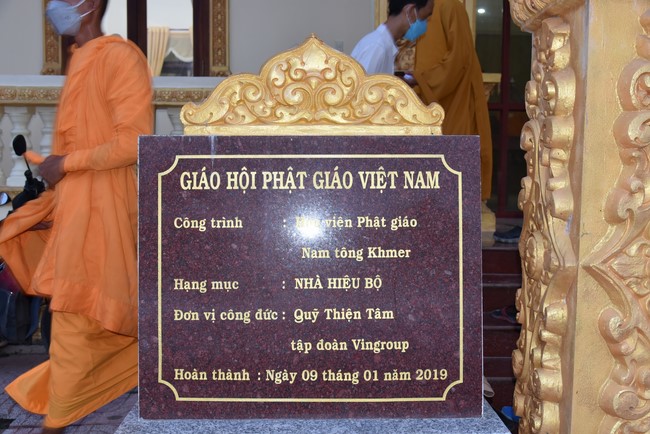 GIÁO HỘI PHẬT GIÁO VIỆT NAM
Công trình : viên Phật giáo
Nam tông Khmer
Hạng mục : NHÀ HIỆU BỘ
Đơn vị công đức : Quỹ Thiện Tâm
tập đoàn Vingroup
Hoàn thành : Ngày 09 tháng 01 năm 2019